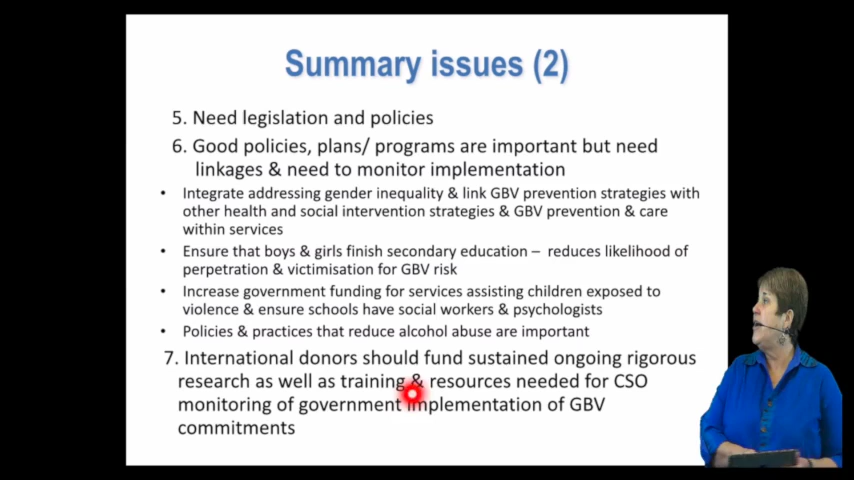 Summary issues (2)
5. Need legislation and policies
6. Good policies, plans/ programs are important but need
linkages & need to monitor implementation
• Integrate addressing gender inequality & link GBV prevention strategies with
other health and social intervention strategies & GBV prevention & care
within services
• Ensure that boys & girls finish secondary education – reduces likelihood of
perpetration & victimisation for GBV risk
• Increase government funding for services assisting children exposed to
violence & ensure schools have social workers & psychologists
• Policies & practices that reduce alcohol abuse are important
7. International donors should fund sustained ongoing rigorous
research as well as training & resources needed for CSO
monitoring of government implementation of GBV
commitments